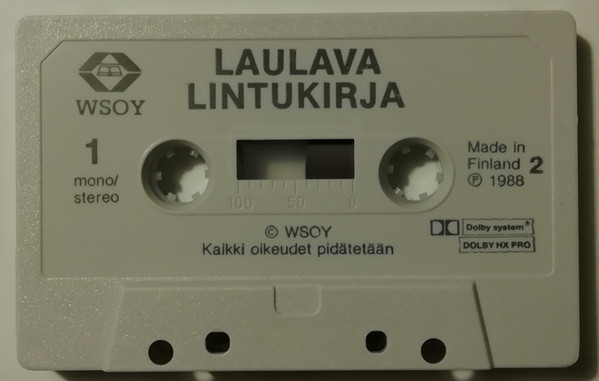 LAULAVA
LINTUKIRJA
WSOY
1
mono/
stereo
100 50 0
Made in
Finland 2
Ⓟ 1988
© WSOY
Kaikki oikeudet pidätetään
Dolby system®
DOLBY HX PRO